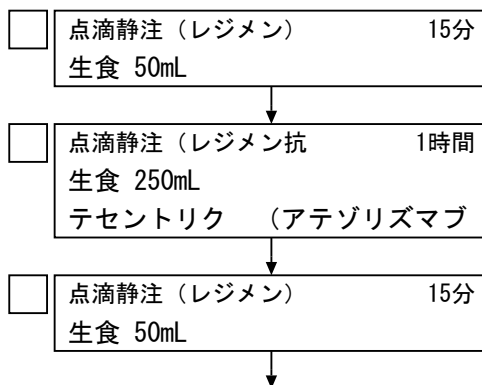 点滴静注（レジメン） 15分
生食 50mL
点滴静注（レジメン抗 1時間
生食 250mL
テセントリク （アテゾリズマブ
点滴静注（レジメン） 15分
生食 50mL